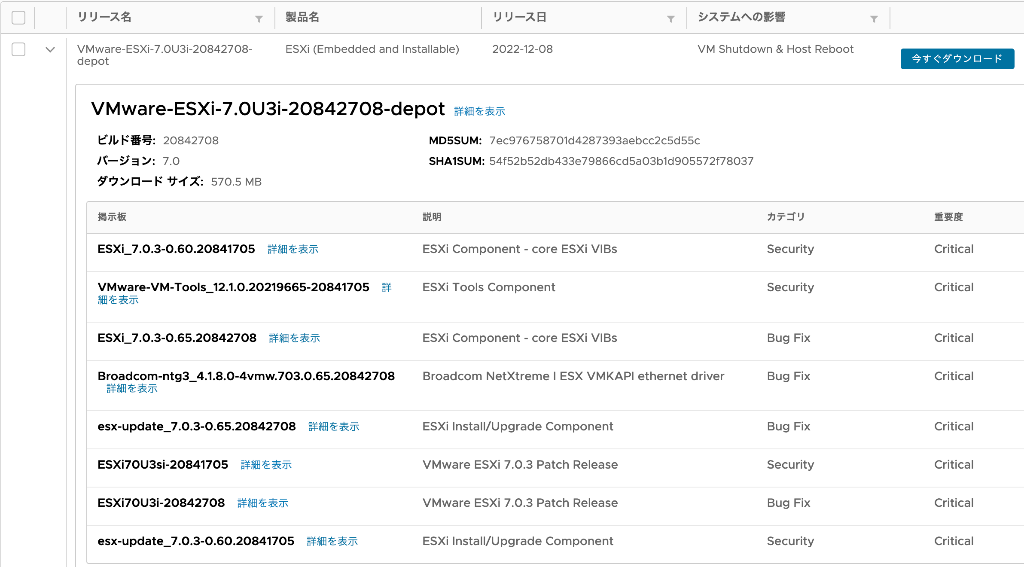 リリース名 製品名 リリース日 システムへの影響
VMware-ESXi-7.0U3i-20842708- ESXi (Embedded and Installable) 2022-12-08 VM Shutdown & Host Reboot
depot
今すぐダウンロード
VMware-ESXi-7.0U3i-20842708-depot 詳細を表示
ビルド番号: 20842708 MD5SUM: 7ec976758701d4287393aebcc2c5d55c
バージョン: 7.0 SHA1SUM: 54f52b52db433e79866cd5a03b1d905572f78037
ダウンロード サイズ: 570.5 MB
掲示板 説明 カテゴリ 重要度
ESXi_7.0.3-0.60.20841705 詳細を表示 ESXi Component - core ESXi VIBs Security Critical
VMware-VM-Tools_12.1.0.20219665-20841705 詳 ESXi Tools Component Security Critical
細を表示
ESXi_7.0.3-0.65.20842708 詳細を表示 ESXi Component - core ESXi VIBs Bug Fix Critical
Broadcom-ntg3_4.1.8.0-4vmw.703.0.65.20842708 Broadcom NetXtreme I ESX VMKAPI ethernet driver Bug Fix Critical
詳細を表示
esx-update_7.0.3-0.65.20842708 詳細を表示 ESXi Install/Upgrade Component Bug Fix Critical
ESXi70U3si-20841705 詳細を表示 VMware ESXi 7.0.3 Patch Release Security Critical
ESXi70U3i-20842708 詳細を表示 VMware ESXi 7.0.3 Patch Release Bug Fix Critical
esx-update_7.0.3-0.60.20841705 詳細を表示 ESXi Install/Upgrade Component Security Critical